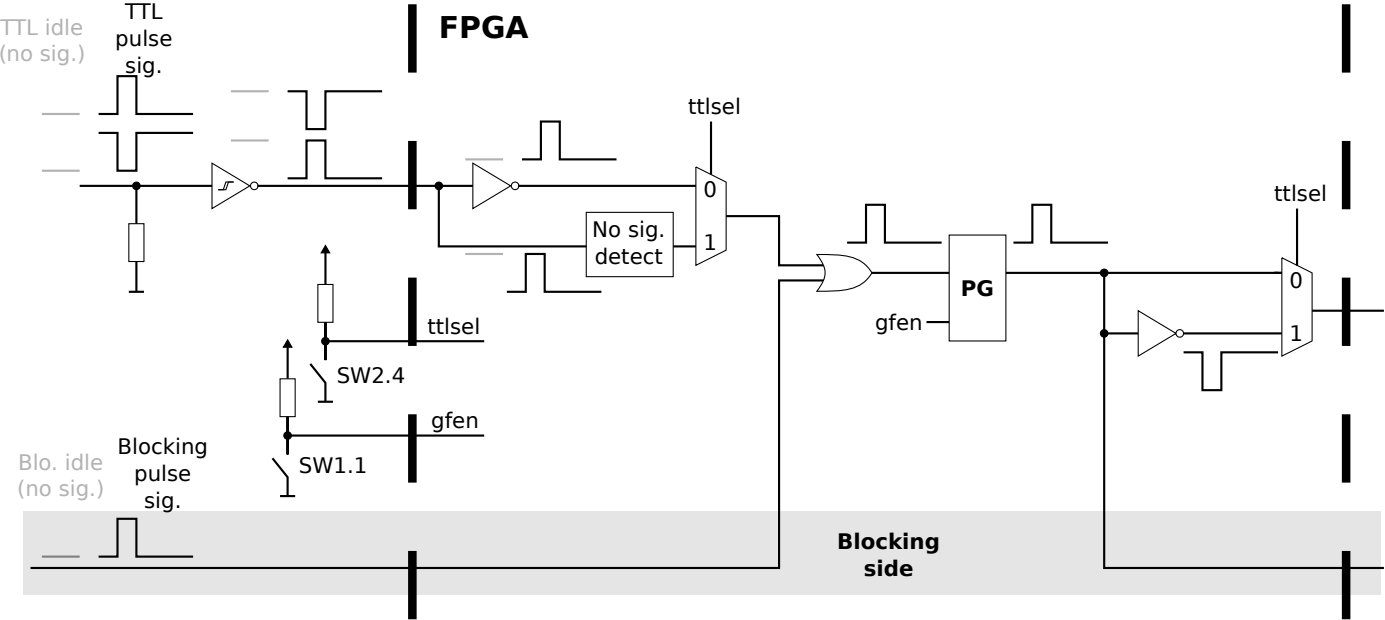 TTL idle
(no sig.)
TTL
pulse
sig.
FPGA
ttlsel
0
1
No sig.
detect
ttlsel
0
1
PG
gfen
ttlsel
SW2.4
gfen
SW1.1
Blo. idle
(no sig.)
Blocking
pulse
sig.
Blocking
side